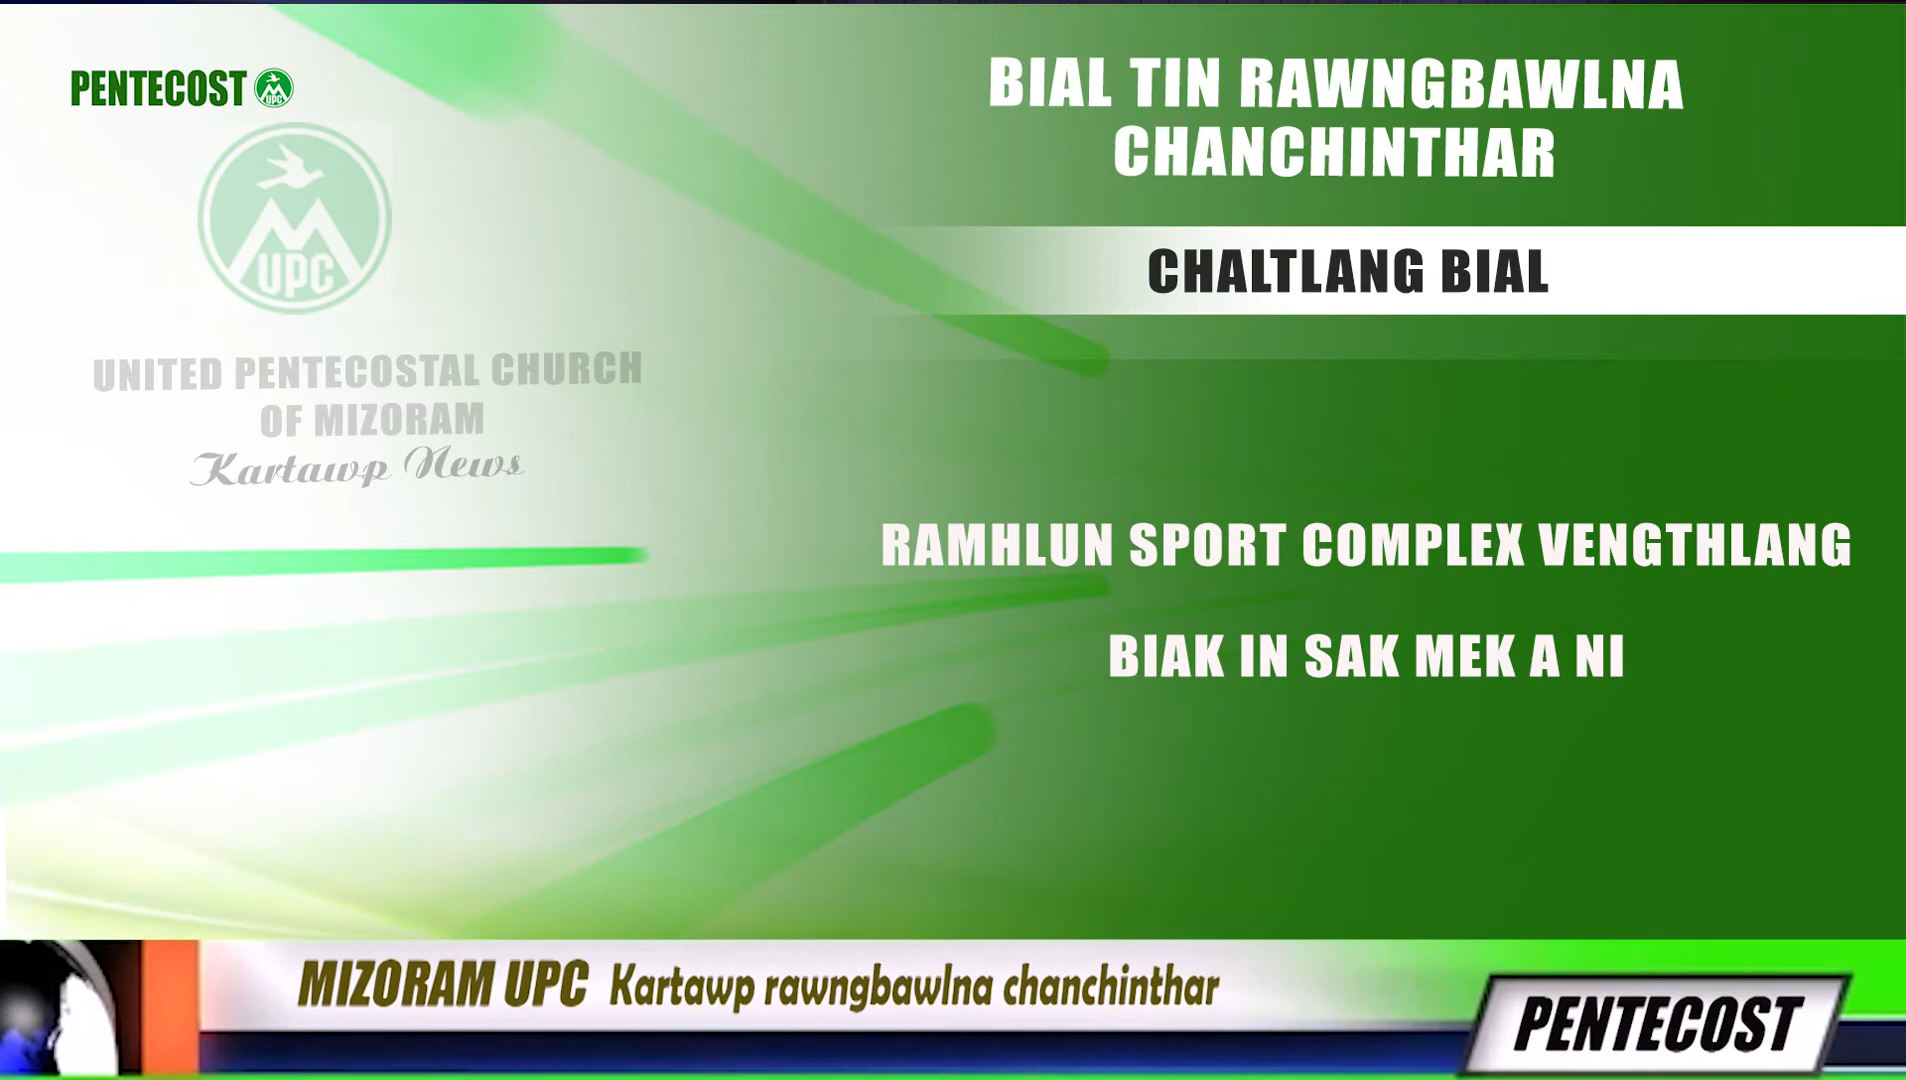 PENTECOST UPC
BIAL TIN RAWNGBAWLNA
CHANCHINTHAR
UPC
CHALTLANG BIAL
UNITED PENTECOSTAL CHURCH
OF MIZORAM
Kartawp News
RAMHLUN SPORT COMPLEX VENGTHLANG
BIAK IN SAK MEK A NI
MIZORAM UPC Kartawp rawngbawlna chanchinthar
PENTECOST